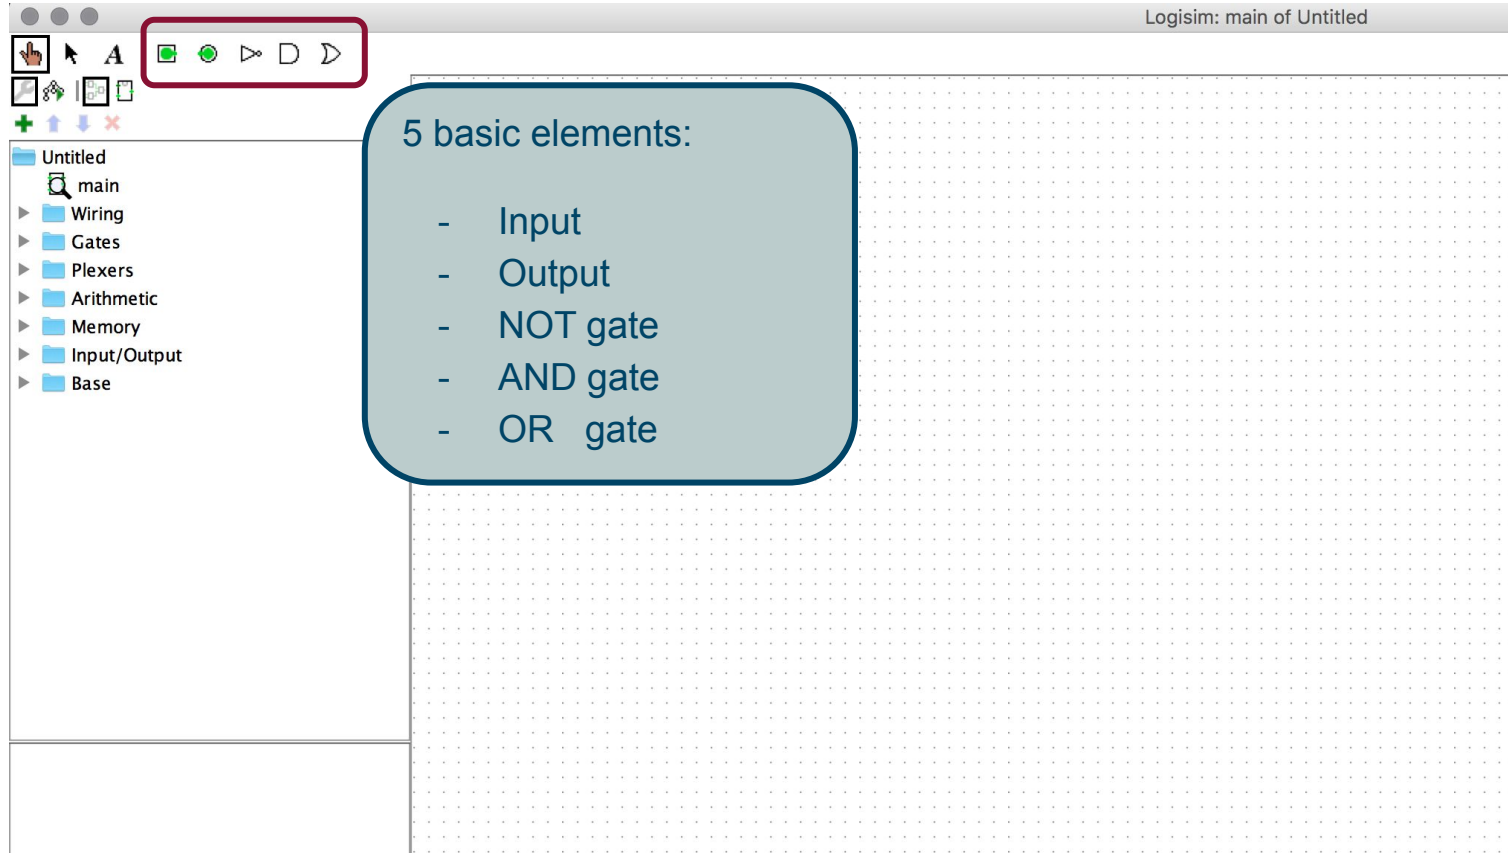 Logisim: main of Untitled
A
5 basic elements:
- Input
- Output
- NOT gate
- AND gate
- OR gate
Untitled
main
Wiring
Gates
Plexers
Arithmetic
Memory
Input/Output
Base